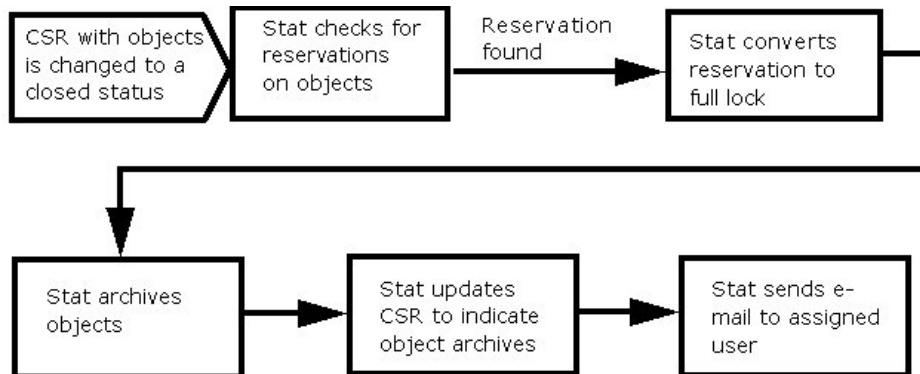 CSR with objects
is changed to a
closed status
Stat checks for
reservations
on objects
Reservation
found
Stat converts
reservation to
full lock
Stat archives
objects
Stat updates
CSR to indicate
object archives
Stat sends e-
mail to assigned
user